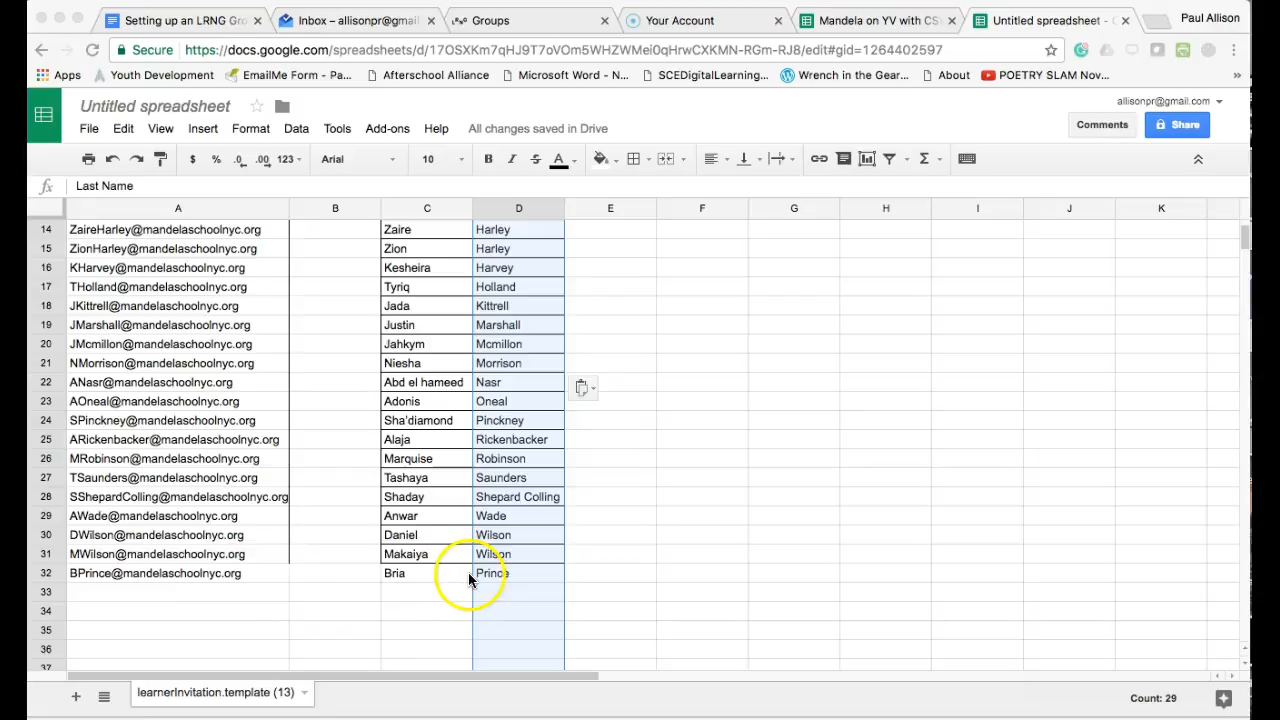 Setting up an LRNG Gro
Inbox – allisonpr@gmail
Groups
Your Account
Mandela on YV with CS
Untitled spreadsheet - G
Paul Allison
Secure
https://docs.google.com/spreadsheets/d/17OSXKm7qHJ9T7oVOm5WHZWMei0qHrwCXKMN-RGm-RJ8/edit#gid=1264402597
Apps
Youth Development
EmailMe Form - Pa...
Afterschool Alliance
Microsoft Word - N...
SCEDigitalLearning...
Wrench in the Gear...
About
POETRY SLAM Nov...
»
Untitled spreadsheet
allisonpr@gmail.com
File Edit View Insert Format Data Tools Add-ons Help All changes saved in Drive
Comments
Share
$ % .0 .00 123 Arial 10 B I S A Σ
fx Last Name
A B C D E F G H I J K
14 ZaireHarley@mandelaschoolnyc.org Zaire Harley
15 ZionHarley@mandelaschoolnyc.org Zion Harley
16 KHarvey@mandelaschoolnyc.org Kesheira Harvey
17 THolland@mandelaschoolnyc.org Tyriq Holland
18 JKittrell@mandelaschoolnyc.org Jada Kittrell
19 JMarshall@mandelaschoolnyc.org Justin Marshall
20 JMcmillon@mandelaschoolnyc.org Jahkym Mcmillon
21 NMorrison@mandelaschoolnyc.org Niesha Morrison
22 ANasr@mandelaschoolnyc.org Abd el hameed Nasr
23 AOneal@mandelaschoolnyc.org Adonis Oneal
24 SPinckney@mandelaschoolnyc.org Sha'diamond Pinckney
25 ARickenbacker@mandelaschoolnyc.org Alaja Rickenbacker
26 MRobinson@mandelaschoolnyc.org Marquise Robinson
27 TSaunders@mandelaschoolnyc.org Tashaya Saunders
28 SShepardColling@mandelaschoolnyc.org Shaday Shepard Colling
29 AWade@mandelaschoolnyc.org Anwar Wade
30 DWilson@mandelaschoolnyc.org Daniel Wilson
31 MWilson@mandelaschoolnyc.org Makaiya Wilson
32 BPrince@mandelaschoolnyc.org Bria Prince
33
34
35
36
37
learnerInvitation.template (13)
Count: 29